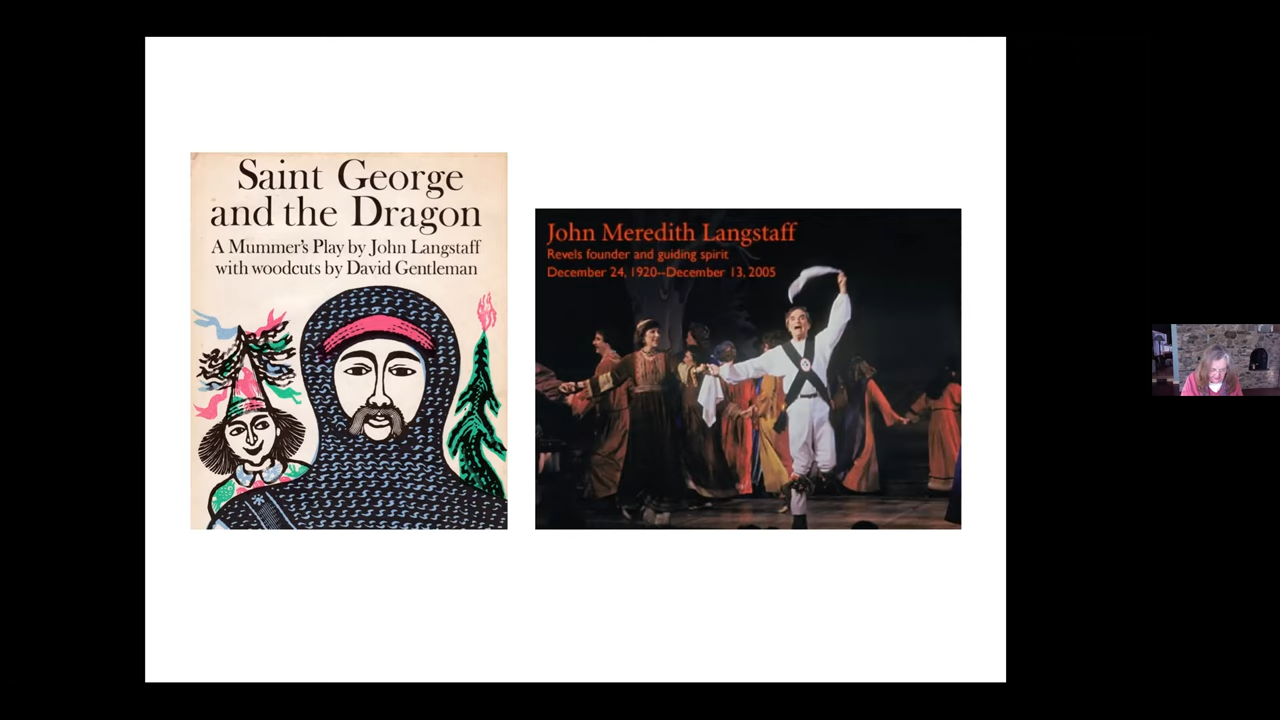 Saint George
and the Dragon
A Mummer's Play by John Langstaff
with woodcuts by David Gentleman
John Meredith Langstaff
Revels founder and guiding spirit
December 24, 1920--December 13, 2005